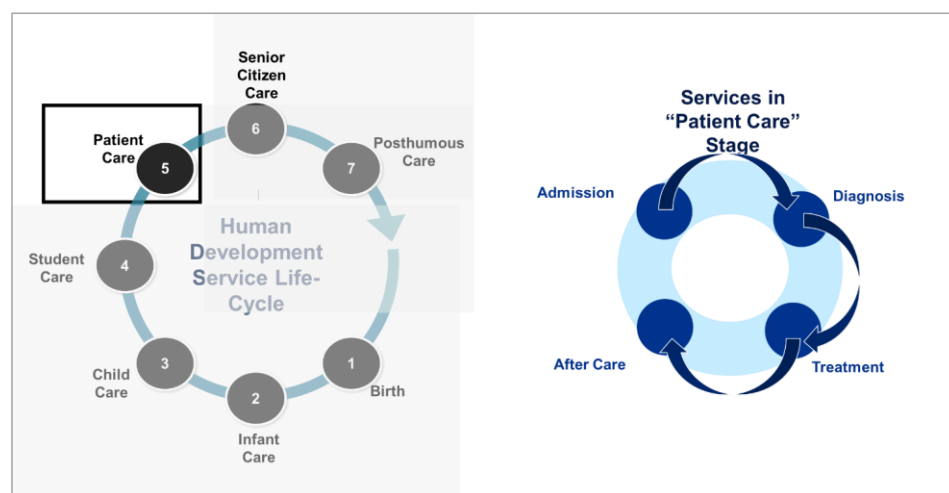 Senior
Citizen
Care
6
Patient
Care
5
Posthumous
Care
7
Human
Development
Service Life-
Cycle
Student
Care
4
Child
Care
3
Infant
Care
2
Birth
1
Services in
“Patient Care”
Stage
Admission
Diagnosis
After Care
Treatment